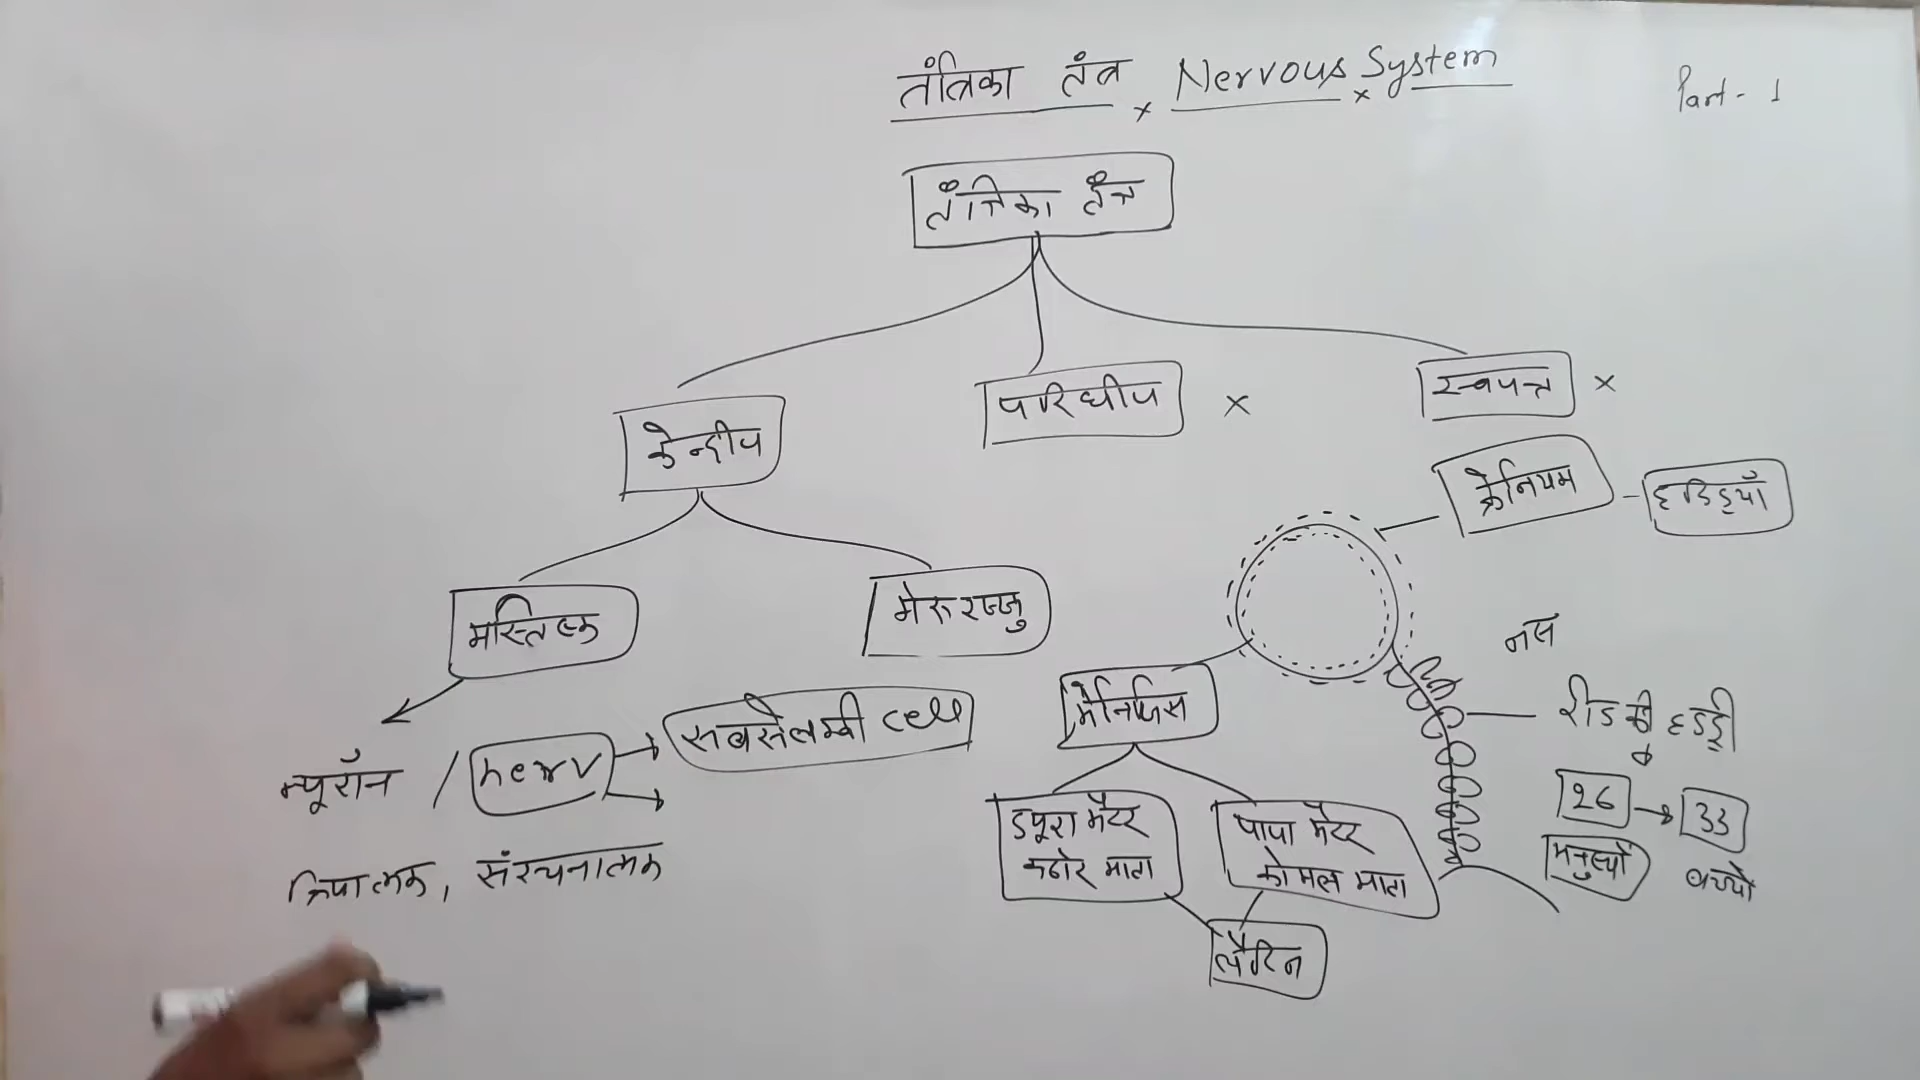 तंत्रिका तंत्र Nervous System
Part - 1
तंत्रिका तंत्र
केन्द्रीय
परिधीय
स्वयत्त
मस्तिष्क
मेरुरज्जु
क्रेनियम - हडिड्याँ
न्यूरॉन / nerv
सबसेलम्बी cell
क्रियात्मक, संरचनात्मक
मेनिंजिस
ड्यूरा मैटर
कठोर माता
पाया मैटर
कोमल माता
लैटिन
नस
रीड की हडड्डी
26 → 33
मनुष्यों
बच्चों